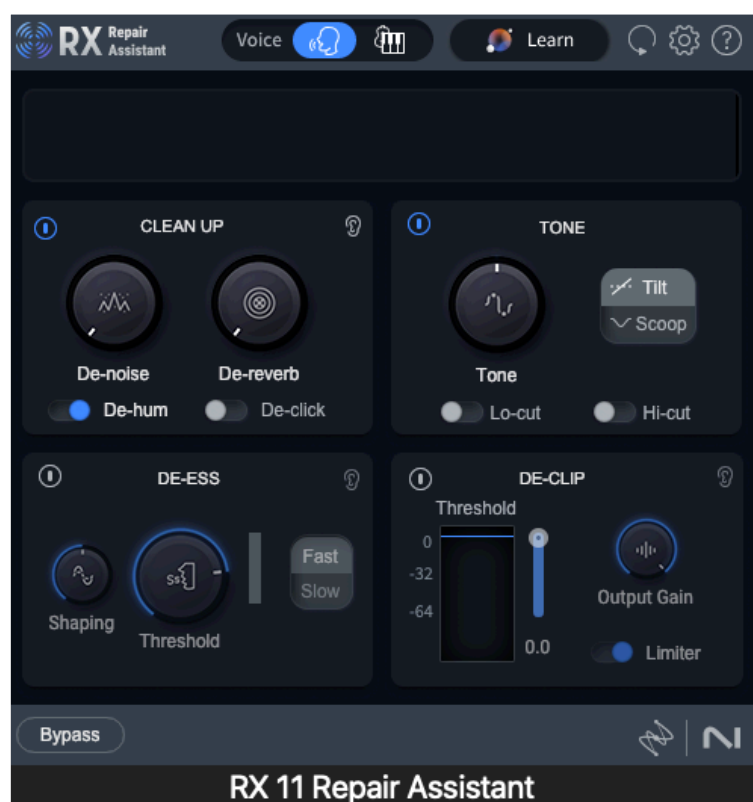 RX Repair Assistant
Voice
Learn
?
CLEAN UP
TONE
De-noise
De-reverb
Tone
Tilt
Scoop
De-hum
De-click
Lo-cut
Hi-cut
DE-ESS
DE-CLIP
Shaping
Ss
Threshold
Fast
Slow
Threshold
0
-32
-64
0.0
Output Gain
Limiter
Bypass
RX 11 Repair Assistant